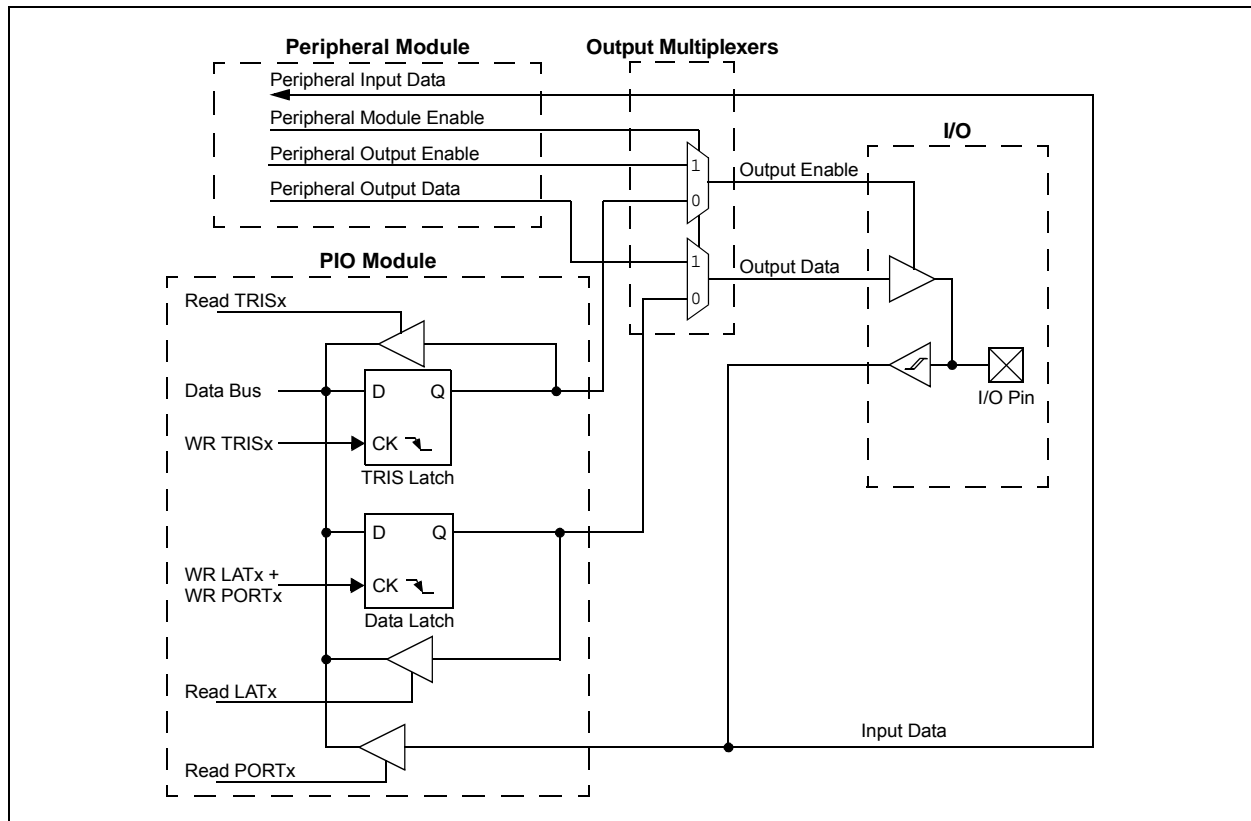 Peripheral Module
Output Multiplexers
Peripheral Input Data
Peripheral Module Enable
I/O
Peripheral Output Enable
1
Output Enable
Peripheral Output Data
0
PIO Module
1
Output Data
Read TRISx
0
Data Bus
D
Q
I/O Pin
WR TRISx
CK
TRIS Latch
D
Q
WR LATx +
WR PORTx
CK
Data Latch
Read LATx
Input Data
Read PORTx